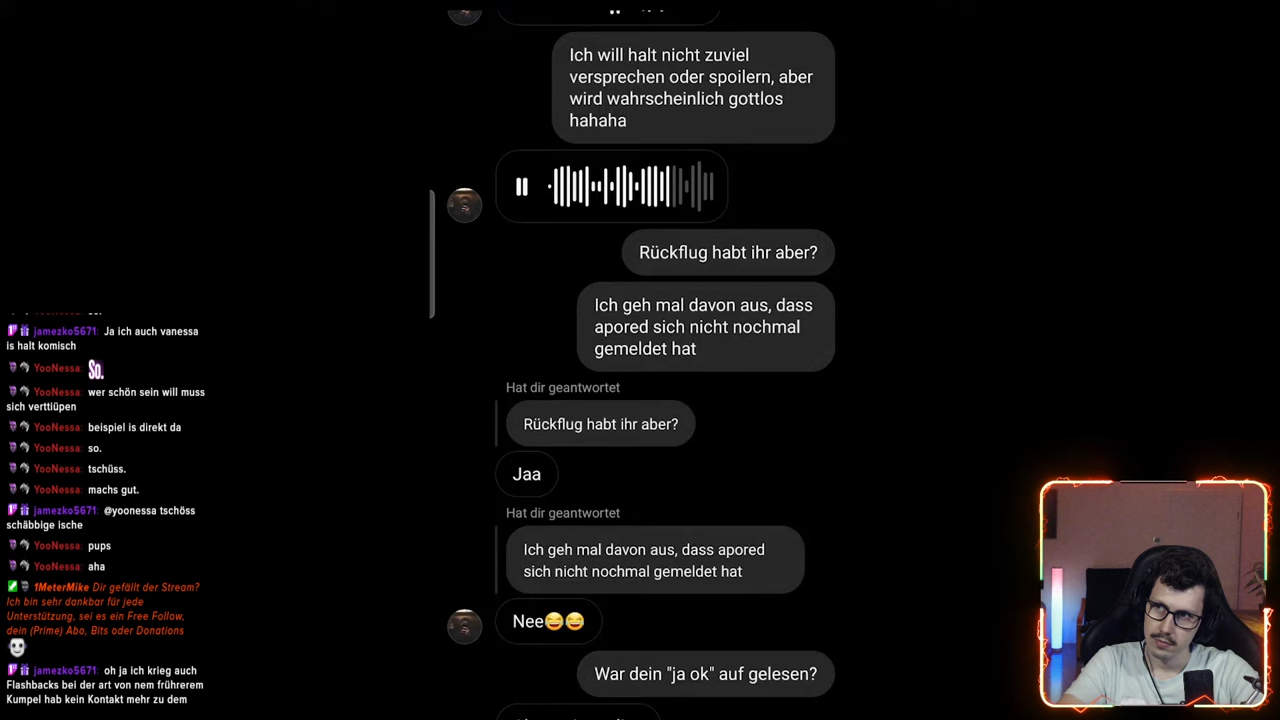 Ich will halt nicht zuviel
versprechen oder spoilern, aber
wird wahrscheinlich gottlos
hahaha
Rückflug habt ihr aber?
Ich geh mal davon aus, dass
apored sich nicht nochmal
gemeldet hat
Hat dir geantwortet
Rückflug habt ihr aber?
Jaa
Hat dir geantwortet
Ich geh mal davon aus, dass apored
sich nicht nochmal gemeldet hat
Nee😄😄
War dein "ja ok" auf gelesen?
jamezko5671: Ja ich auch vanessa
is halt komisch
YooNessa: So.
YooNessa: wer schön sein will muss
sich verttiüpen
YooNessa: beispiel is direkt da
YooNessa: so.
YooNessa: tschüss.
YooNessa: machs gut.
jamezko5671: @yoonessa tschöss
schäbbige ische
YooNessa: pups
YooNessa: aha
1MeterMike Dir gefällt der Stream?
Ich bin sehr dankbar für jede
Unterstützung, sei es ein Free Follow,
dein (Prime) Abo, Bits oder Donations
jamezko5671: oh ja ich krieg auch
Flashbacks bei der art von nem früherem
Kumpel hab kein Kontakt mehr zu dem